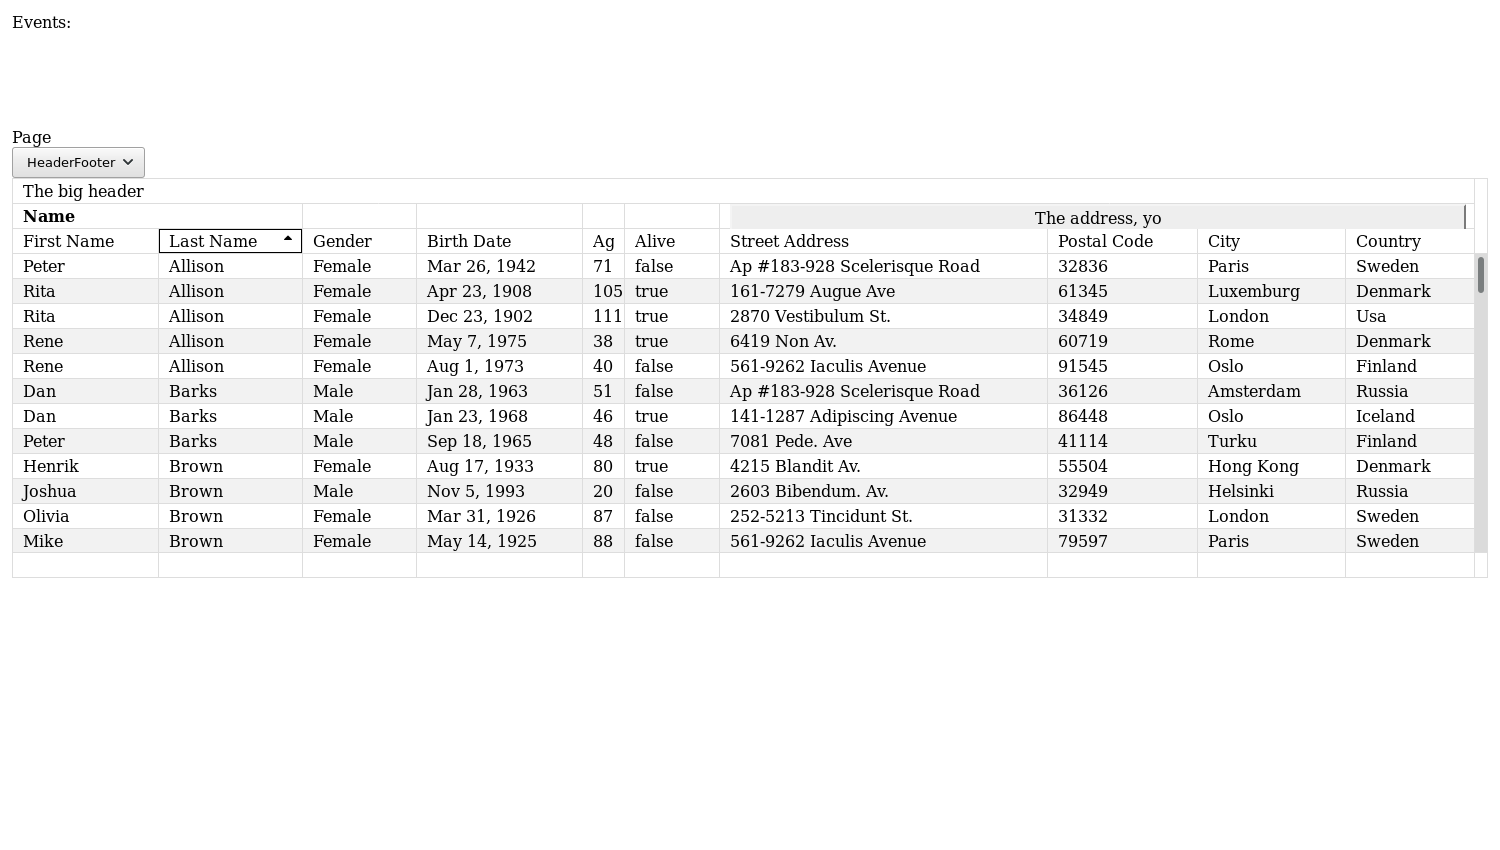 Events:
Page
HeaderFooter
The big header
Name The address, yo
First Name Last Name Gender Birth Date Ag Alive Street Address Postal Code City Country
Peter Allison Female Mar 26, 1942 71 false Ap #183-928 Scelerisque Road 32836 Paris Sweden
Rita Allison Female Apr 23, 1908 105 true 161-7279 Augue Ave 61345 Luxemburg Denmark
Rita Allison Female Dec 23, 1902 111 true 2870 Vestibulum St. 34849 London Usa
Rene Allison Female May 7, 1975 38 true 6419 Non Av. 60719 Rome Denmark
Rene Allison Female Aug 1, 1973 40 false 561-9262 Iaculis Avenue 91545 Oslo Finland
Dan Barks Male Jan 28, 1963 51 false Ap #183-928 Scelerisque Road 36126 Amsterdam Russia
Dan Barks Male Jan 23, 1968 46 true 141-1287 Adipiscing Avenue 86448 Oslo Iceland
Peter Barks Male Sep 18, 1965 48 false 7081 Pede. Ave 41114 Turku Finland
Henrik Brown Female Aug 17, 1933 80 true 4215 Blandit Av. 55504 Hong Kong Denmark
Joshua Brown Male Nov 5, 1993 20 false 2603 Bibendum. Av. 32949 Helsinki Russia
Olivia Brown Female Mar 31, 1926 87 false 252-5213 Tincidunt St. 31332 London Sweden
Mike Brown Female May 14, 1925 88 false 561-9262 Iaculis Avenue 79597 Paris Sweden